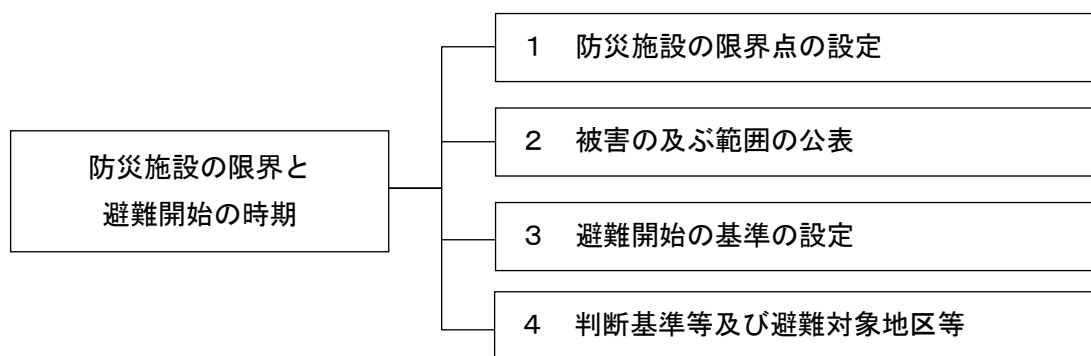 防災施設の限界と
避難開始の時期
１　防災施設の限界点の設定
２　被害の及ぶ範囲の公表
３　避難開始の基準の設定
４　判断基準等及び避難対象地区等